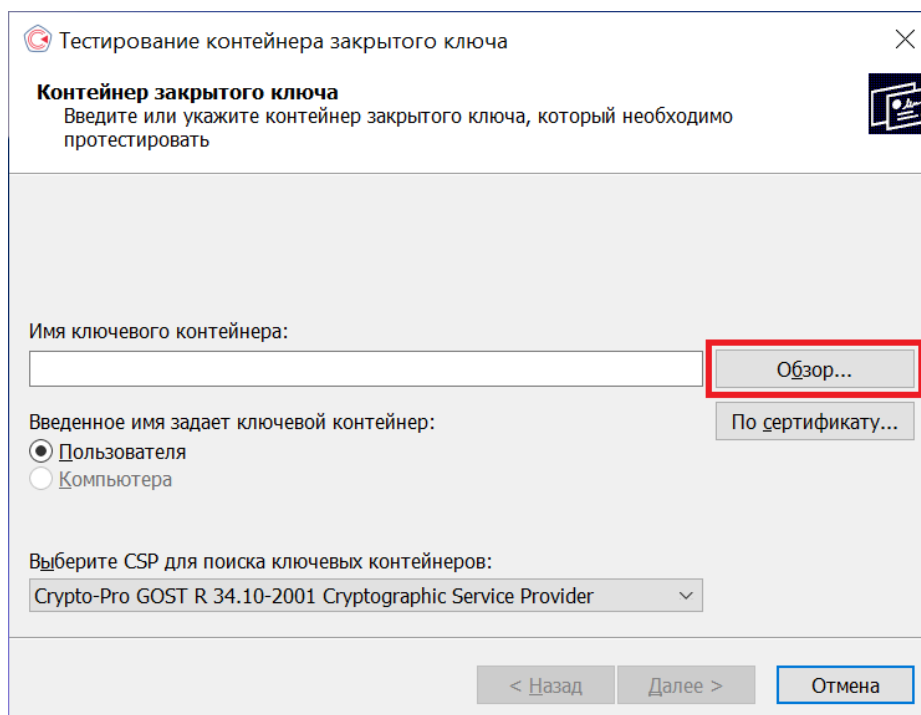 Тестирование контейнера закрытого ключа
Контейнер закрытого ключа
Введите или укажите контейнер закрытого ключа, который необходимо
протестировать
Имя ключевого контейнера:
Обзор...
Введенное имя задает ключевой контейнер:
По сертификату...
Пользователя
Компьютера
Выберите CSP для поиска ключевых контейнеров:
Crypto-Pro GOST R 34.10-2001 Cryptographic Service Provider
< Назад
Далее >
Отмена